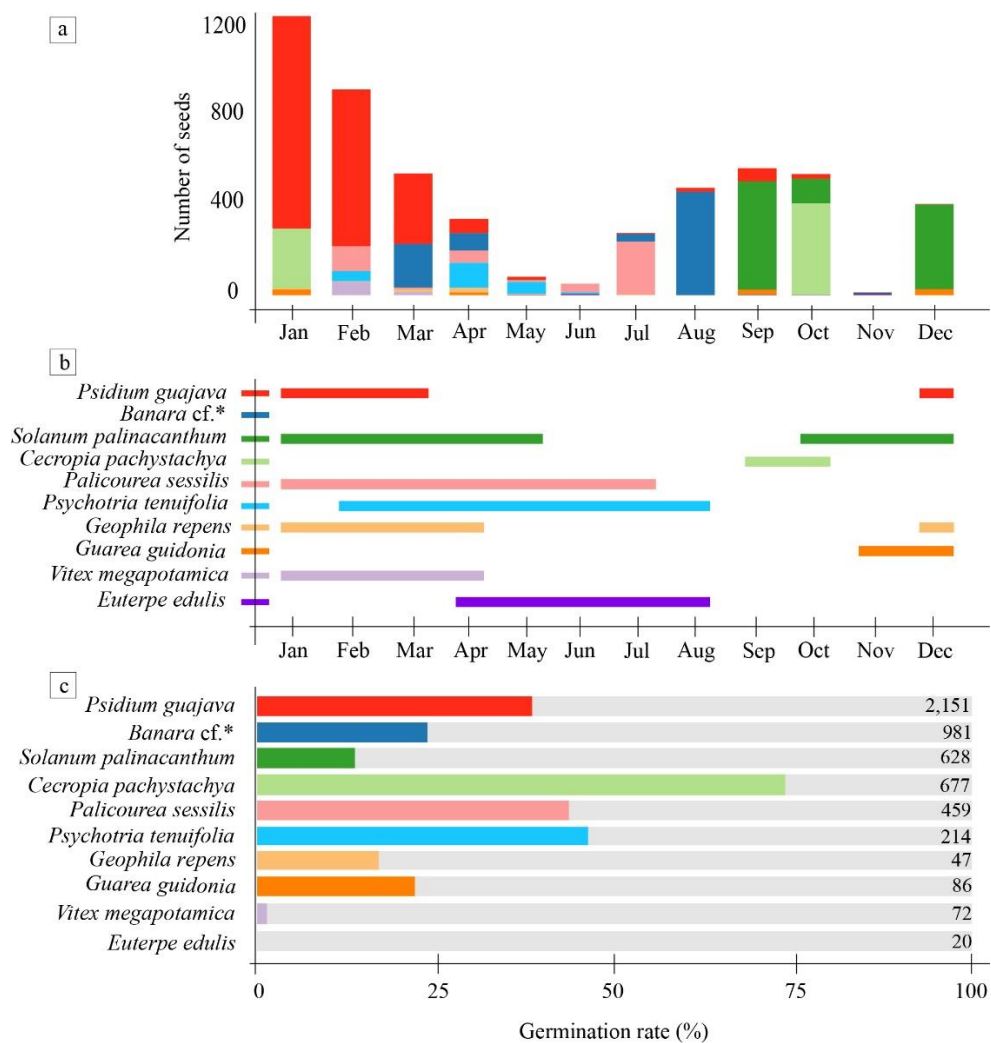 a
1200
800
400
0
Number of seeds
Jan Feb Mar Apr May Jun Jul Aug Sep Oct Nov Dec
b
Psidium guajava
Banara cf.*
Solanum palinacanthum
Cecropia pachystachya
Palicourea sessilis
Psychotria tenuifolia
Geophila repens
Guarea guidonia
Vitex megapotamica
Euterpe edulis
Jan Feb Mar Apr May Jun Jul Aug Sep Oct Nov Dec
c
Psidium guajava 2,151
Banara cf.* 981
Solanum palinacanthum 628
Cecropia pachystachya 677
Palicourea sessilis 459
Psychotria tenuifolia 214
Geophila repens 47
Guarea guidonia 86
Vitex megapotamica 72
Euterpe edulis 20
0 25 50 75 100
Germination rate (%)